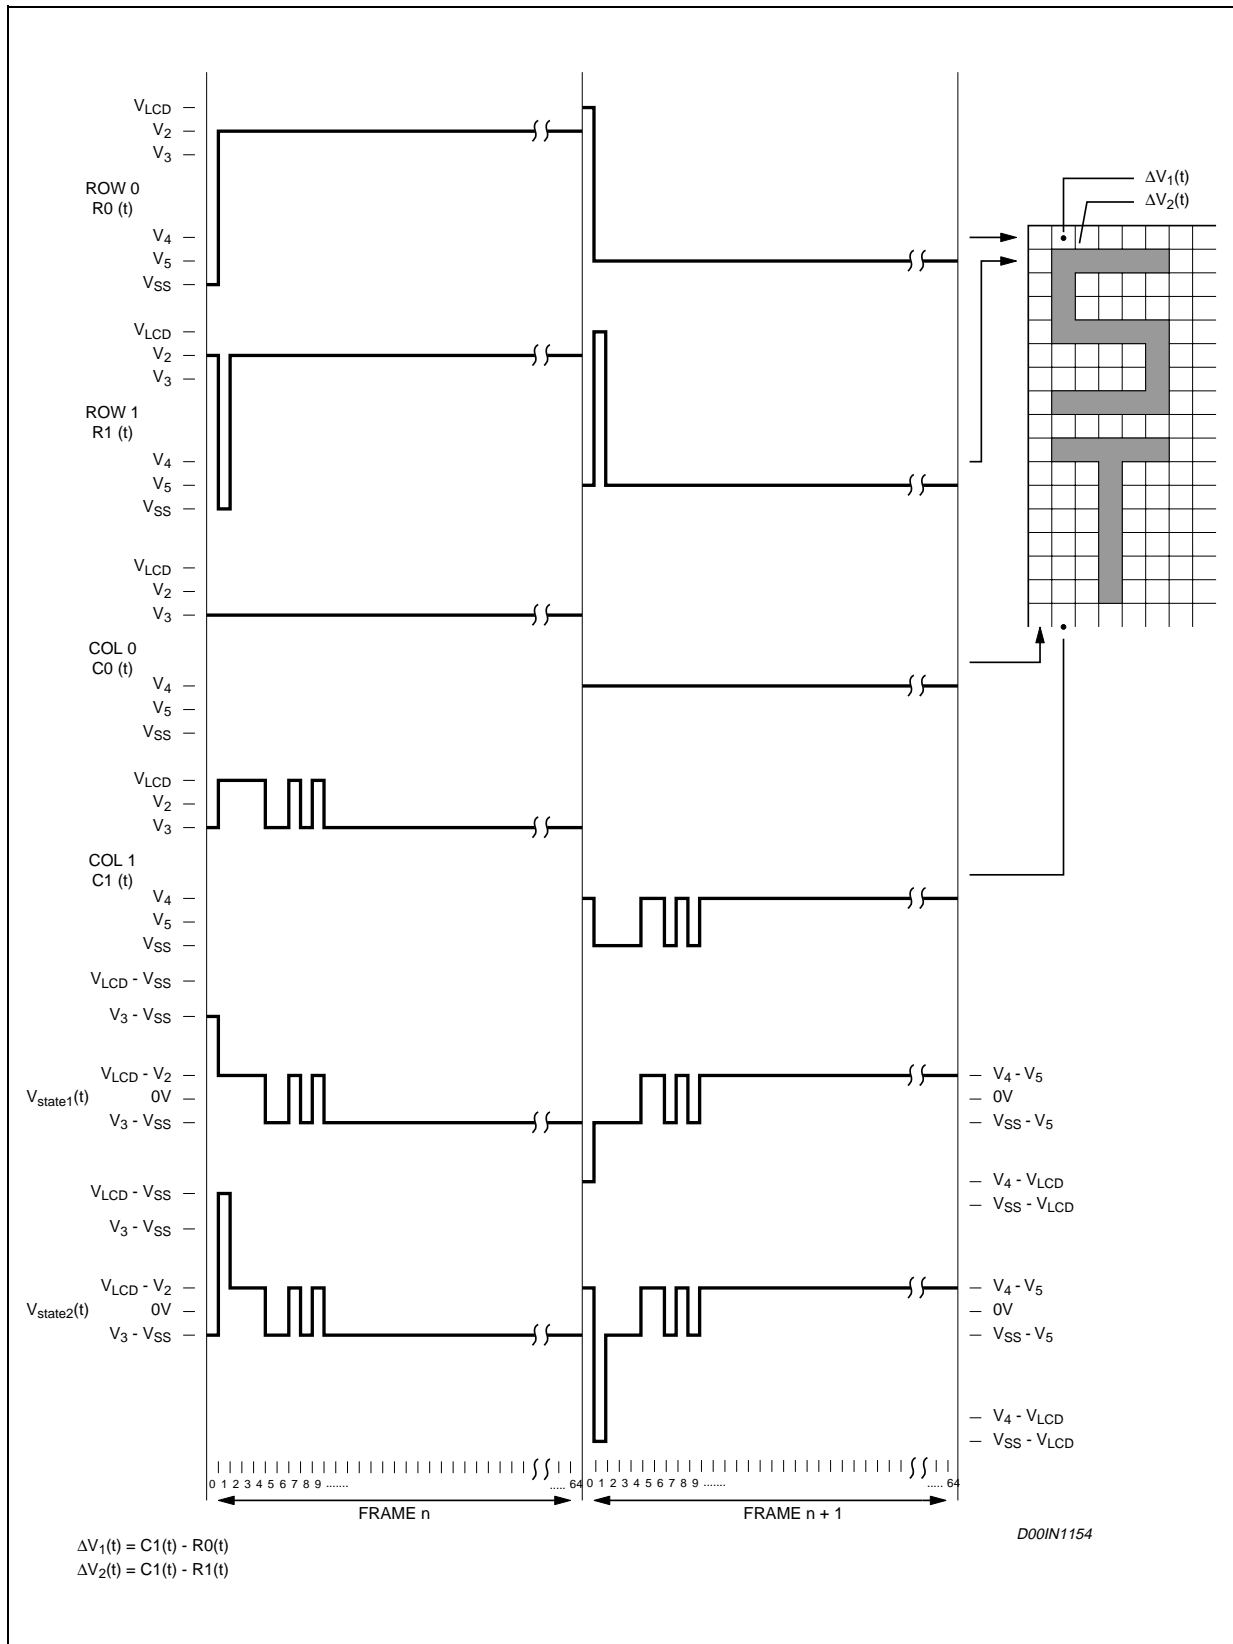 VLCD
V2
V3
ROW 0
R0 (t)
V4
V5
VSS
ΔV1(t)
ΔV2(t)
VLCD
V2
V3
ROW 1
R1 (t)
V4
V5
VSS
VLCD
V2
V3
COL 0
C0 (t)
V4
V5
VSS
VLCD
V2
V3
COL 1
C1 (t)
V4
V5
VSS
VLCD - VSS
V3 - VSS
VLCD - V2
Vstate1(t) 0V
V3 - VSS
V4 - V5
0V
VSS - V5
V4 - VLCD
VSS - VLCD
VLCD - VSS
V3 - VSS
VLCD - V2
Vstate2(t) 0V
V3 - VSS
V4 - V5
0V
VSS - V5
V4 - VLCD
VSS - VLCD
0 1 2 3 4 5 6 7 8 9 ....... ..... 64 0 1 2 3 4 5 6 7 8 9 ....... ..... 64
FRAME n FRAME n + 1
D00IN1154
ΔV1(t) = C1(t) - R0(t)
ΔV2(t) = C1(t) - R1(t)